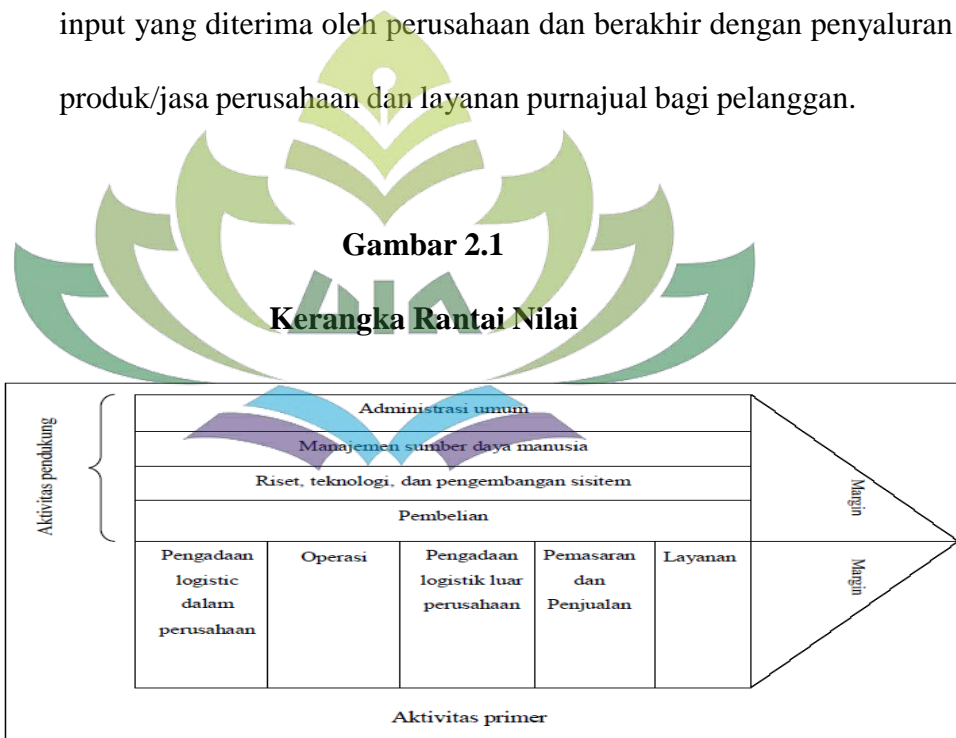 input yang diterima oleh perusahaan dan berakhir dengan penyaluran
produk/jasa perusahaan dan layanan purnajual bagi pelanggan.
Gambar 2.1
Kerangka Rantai Nilai
Aktivitas pendukung
Administrasi umum
Manajemen sumber daya manusia
Riset, teknologi, dan pengembangan sisitem
Pembelian
Margin
Pengadaan
logistic
dalam
perusahaan
Operasi
Pengadaan
logistik luar
perusahaan
Pemasaran
dan
Penjualan
Layanan
Margin
Aktivitas primer